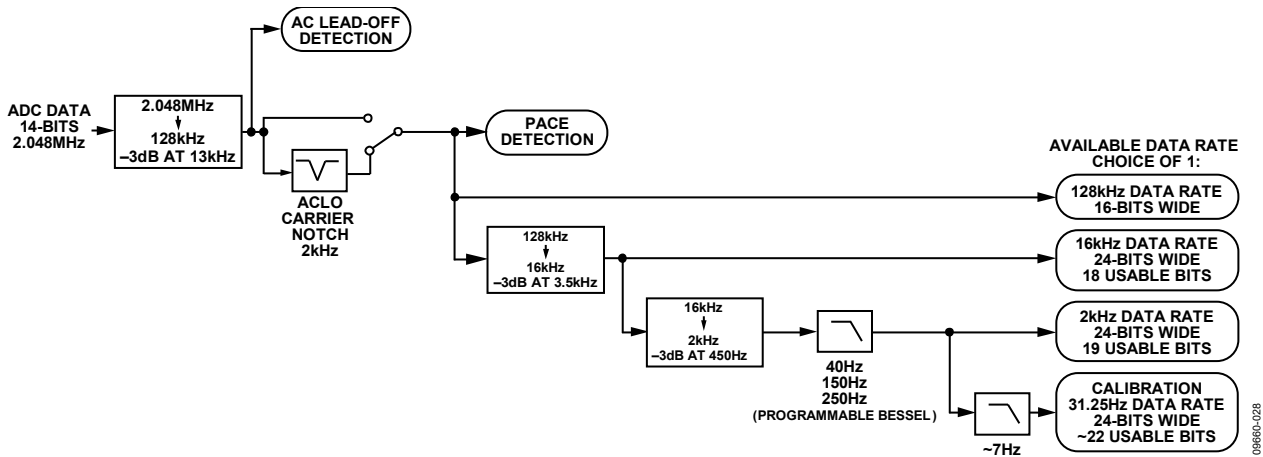 AC LEAD-OFF
DETECTION
ADC DATA
14-BITS
2.048MHz
2.048MHz
128kHz
–3dB AT 13kHz
ACLO
CARRIER
NOTCH
2kHz
PACE
DETECTION
AVAILABLE DATA RATE
CHOICE OF 1:
128kHz DATA RATE
16-BITS WIDE
128kHz
16kHz
–3dB AT 3.5kHz
16kHz DATA RATE
24-BITS WIDE
18 USABLE BITS
16kHz
2kHz
–3dB AT 450Hz
40Hz
150Hz
250Hz
(PROGRAMMABLE BESSEL)
2kHz DATA RATE
24-BITS WIDE
19 USABLE BITS
~7Hz
CALIBRATION
31.25Hz DATA RATE
24-BITS WIDE
~22 USABLE BITS
09660-028